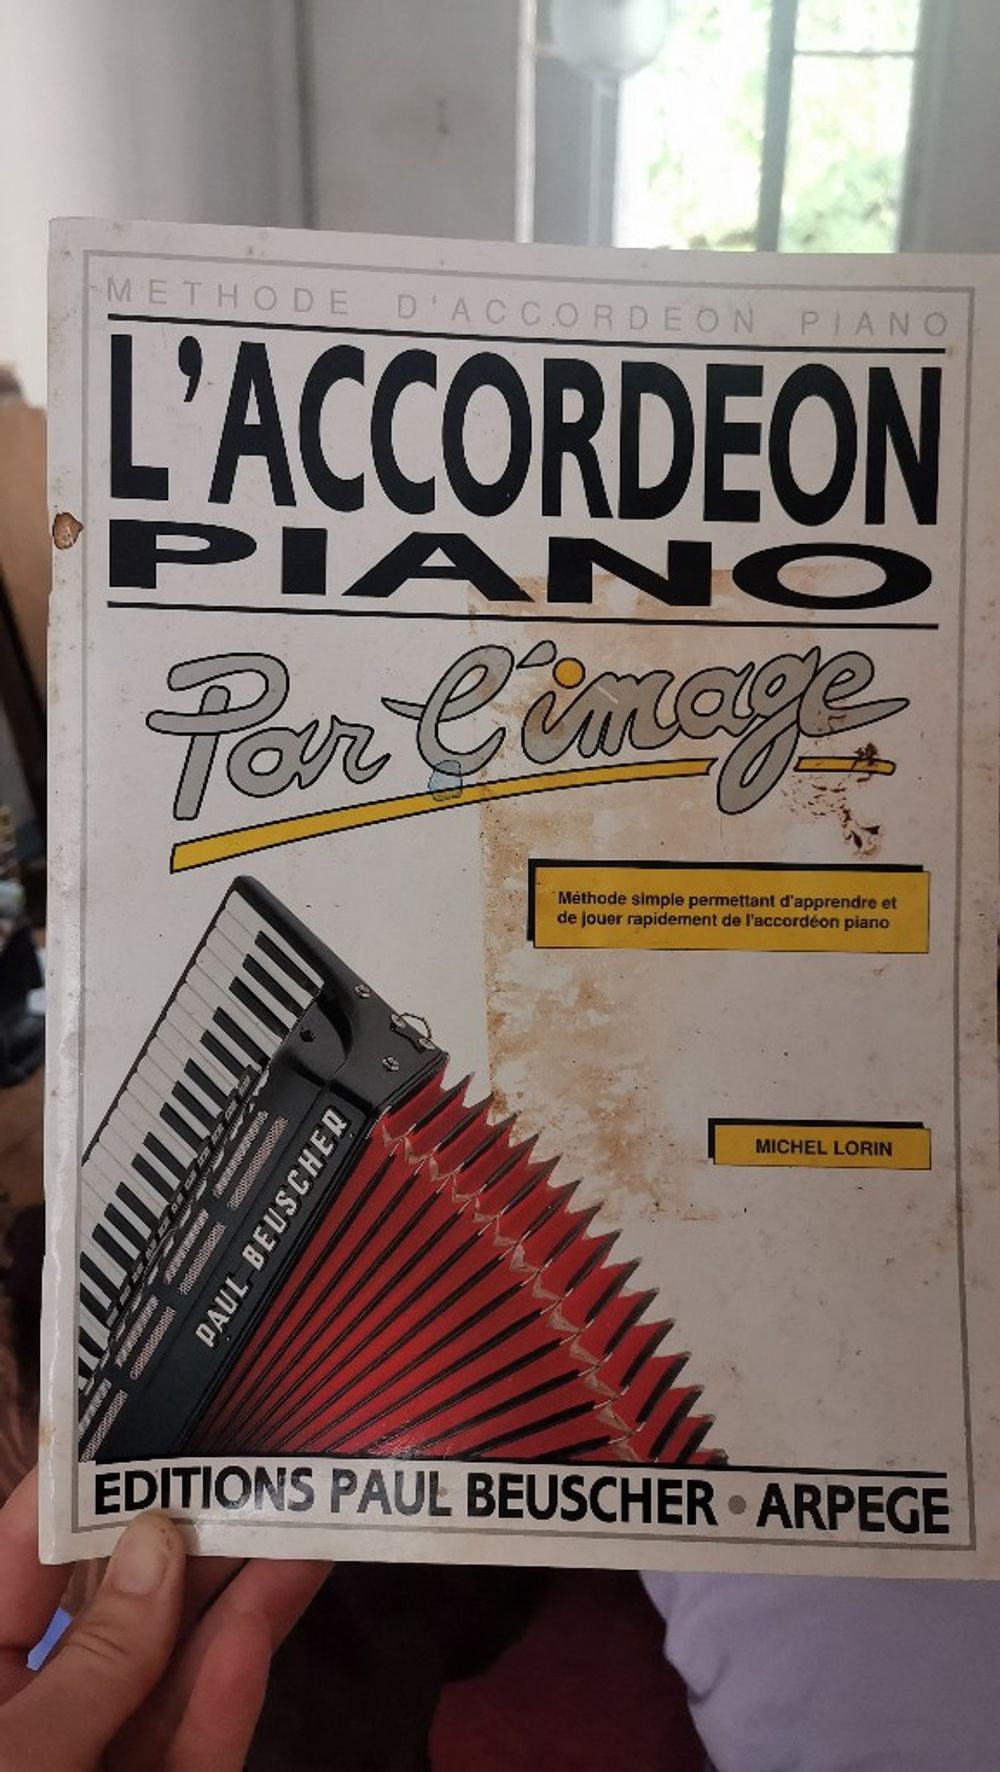 METHODE D'ACCORDEON PIANO
L'ACCORDEON
PIANO
Par l'image
Méthode simple permettant d'apprendre et
de jouer rapidement de l'accordéon piano
MICHEL LORIN
PAUL BEUSCHER
EDITIONS PAUL BEUSCHER • ARPEGE